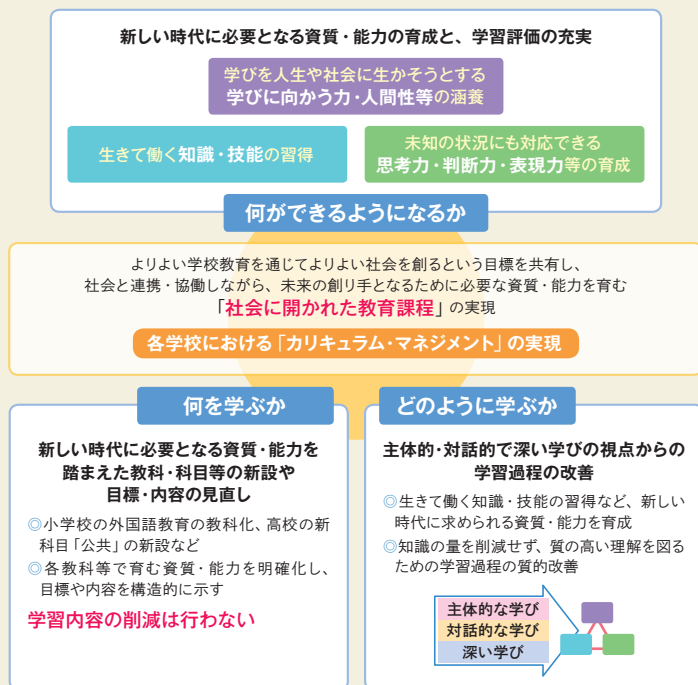 新しい時代に必要となる資質・能力の育成と、学習評価の充実
学びを人生や社会に生かそうとする
学びに向かう力・人間性等の涵養
生きて働く知識・技能の習得
未知の状況にも対応できる
思考力・判断力・表現力等の育成
何ができるようになるか
よりよい学校教育を通じてよりよい社会を創るという目標を共有し、
社会と連携・協働しながら、未来の創り手となるために必要な資質・能力を育む
「社会に開かれた教育課程」の実現
各学校における「カリキュラム・マネジメント」の実現
何を学ぶか
新しい時代に必要となる資質・能力を
踏まえた教科・科目等の新設や
目標・内容の見直し
◎小学校の外国語教育の教科化、高校の新
科目「公共」の新設など
◎各教科等で育む資質・能力を明確化し、
目標や内容を構造的に示す
学習内容の削減は行わない
どのように学ぶか
主体的・対話的で深い学びの視点からの
学習過程の改善
◎生きて働く知識・技能の習得など、新しい
時代に求められる資質・能力を育成
◎知識の量を削減せず、質の高い理解を図る
ための学習過程の質的改善
主体的な学び
対話的な学び
深い学び